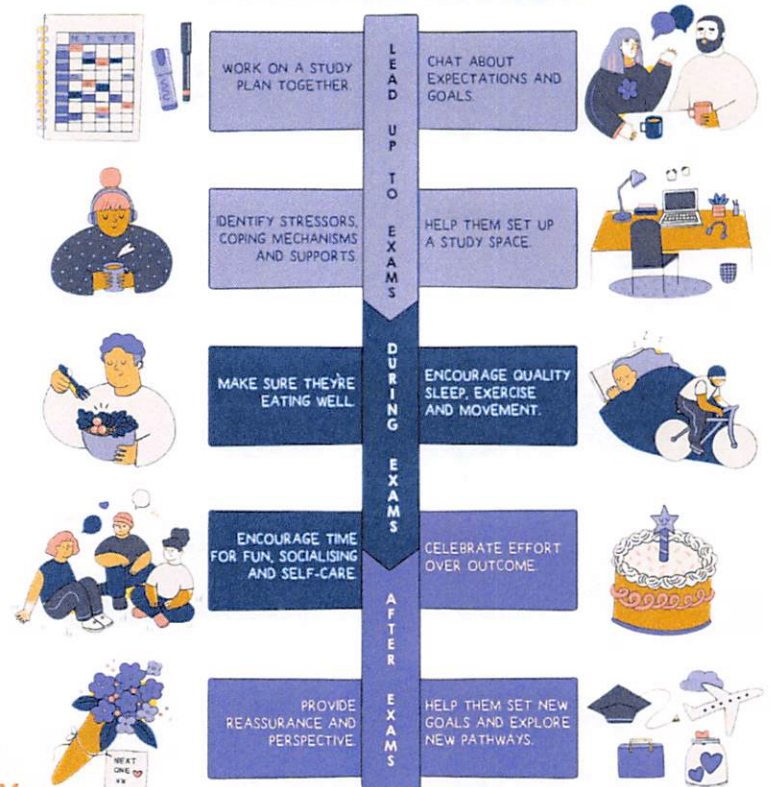 LEAD UP TO EXAMS
WORK ON A STUDY
PLAN TOGETHER.
CHAT ABOUT
EXPECTATIONS AND
GOALS.
IDENTIFY STRESSORS,
COPING MECHANISMS
AND SUPPORTS.
HELP THEM SET UP
A STUDY SPACE.
DURING EXAMS
MAKE SURE THEY'RE
EATING WELL.
ENCOURAGE QUALITY
SLEEP, EXERCISE
AND MOVEMENT.
ENCOURAGE TIME
FOR FUN, SOCIALISING
AND SELF-CARE.
AFTER EXAMS
CELEBRATE EFFORT
OVER OUTCOME.
PROVIDE
REASSURANCE AND
PERSPECTIVE.
NEXT
ONE
HELP THEM SET NEW
GOALS AND EXPLORE
NEW PATHWAYS.